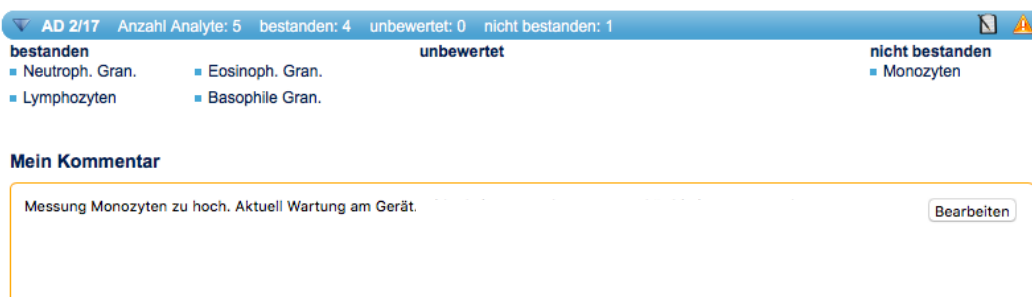 AD 2/17 Anzahl Analyte: 5 bestanden: 4 unbewertet: 0 nicht bestanden: 1
bestanden unbewertet nicht bestanden
Neutroph. Gran. Eosinoph. Gran. Monozyten
Lymphozyten Basophile Gran.
Mein Kommentar
Messung Monozyten zu hoch. Aktuell Wartung am Gerät. Bearbeiten